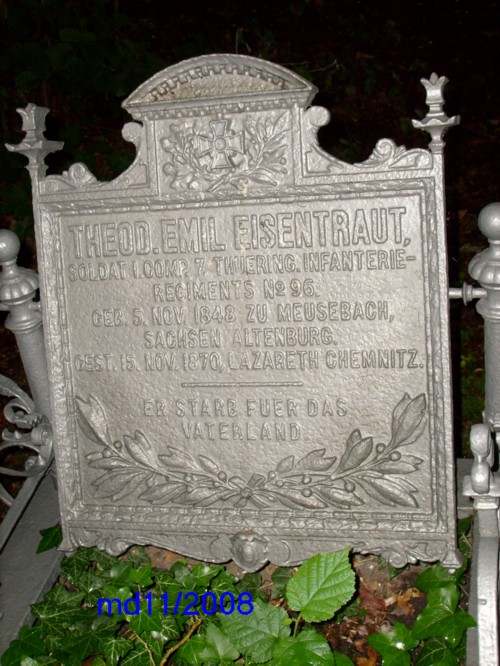 THEOD. EMIL EISENTRAUT,
SOLDAT 1. COMP. 7. THUERING. INFANTERIE-
REGIMENTS No 96.
GEB. 5. NOV. 1848 ZU MEUSEBACH,
SACHSEN ALTENBURG.
GEST. 15. NOV. 1870, LAZARETH CHEMNITZ.
ER STARB FUER DAS
VATERLAND
md11/2008